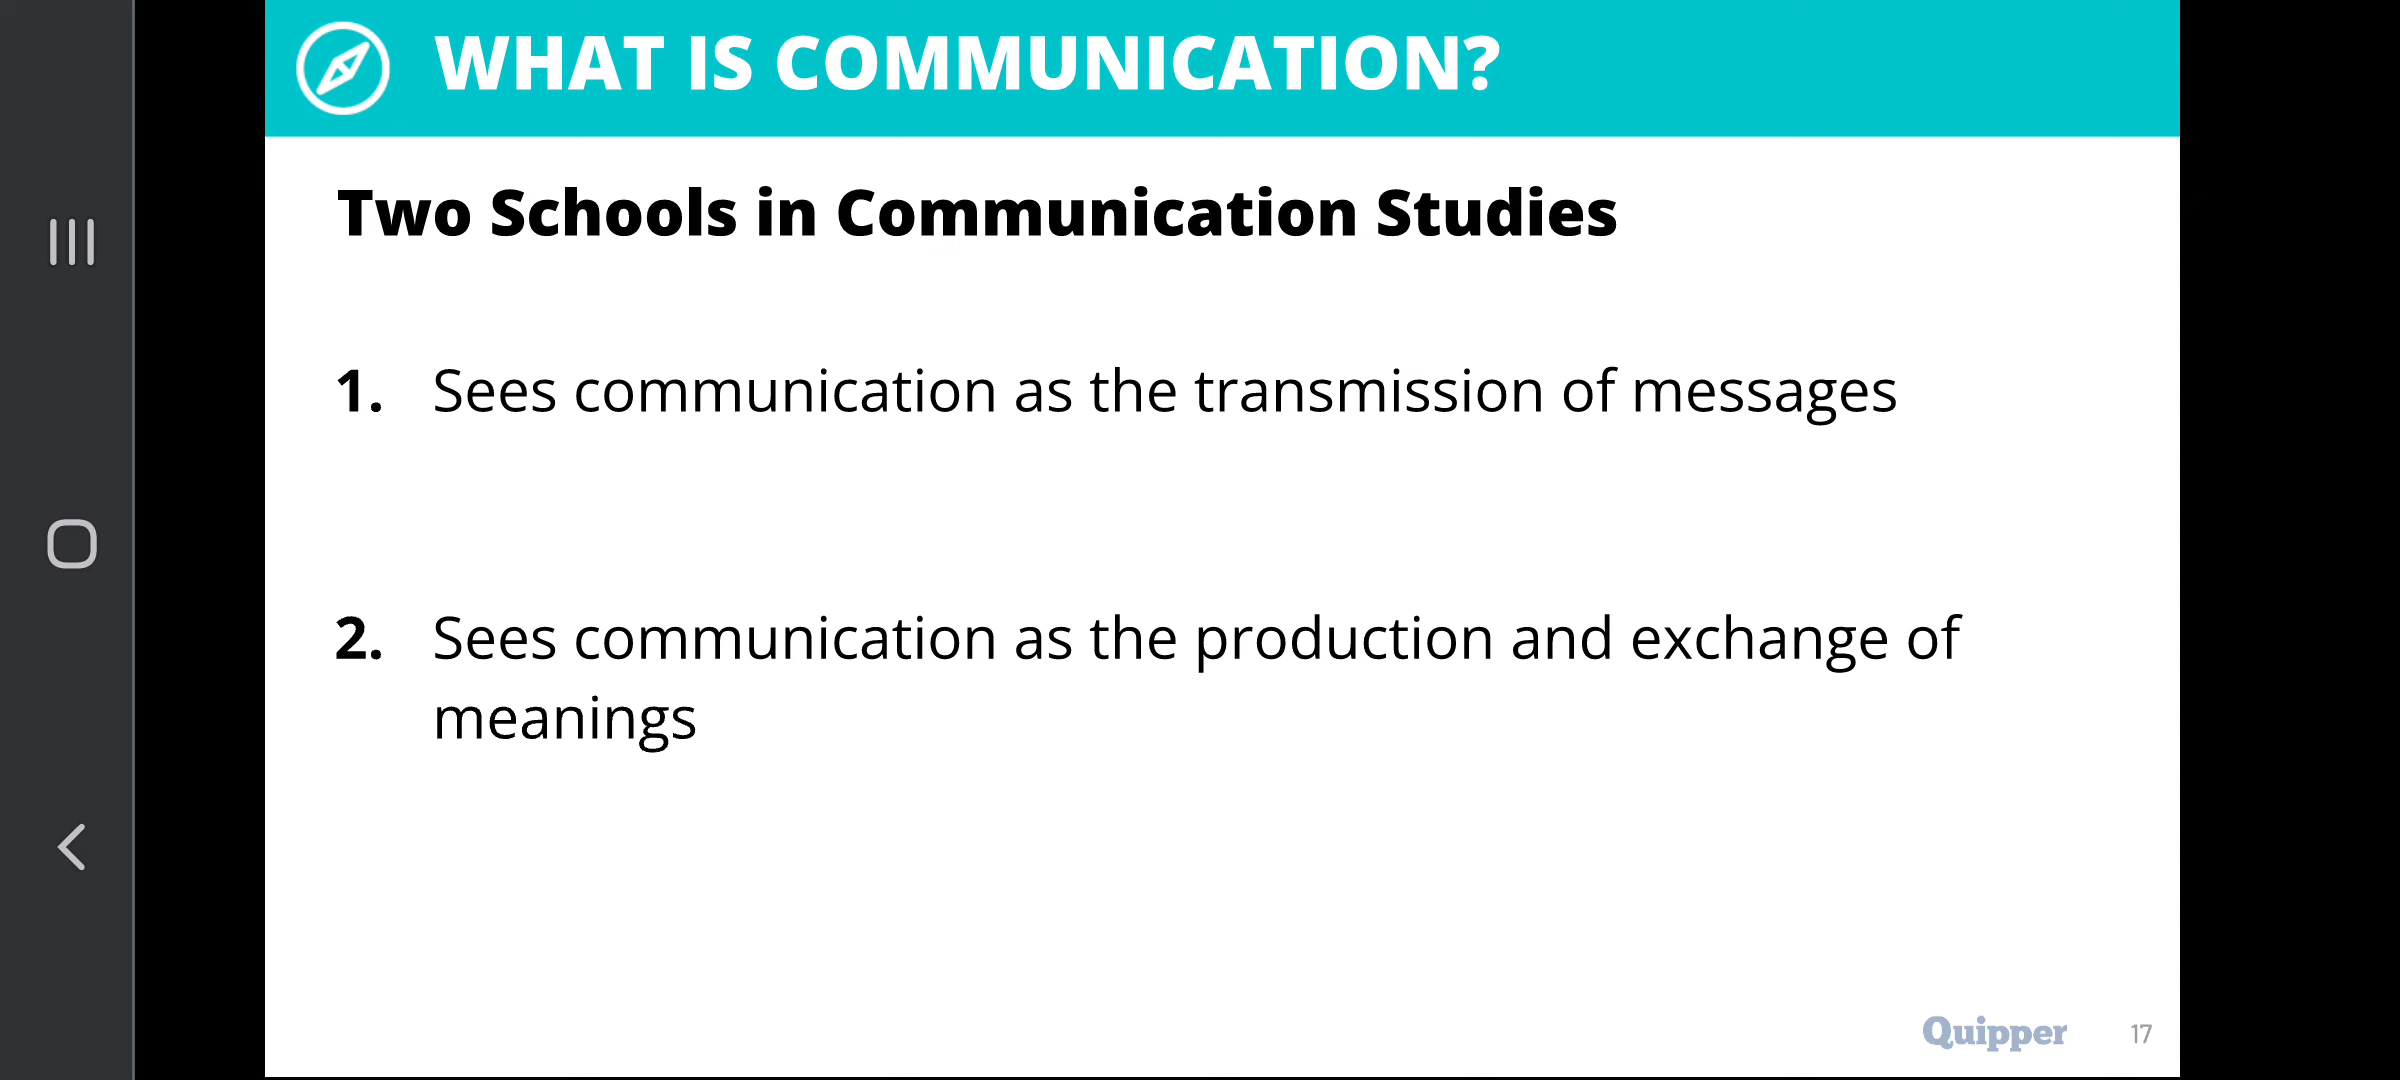 WHAT IS COMMUNICATION?
Two Schools in Communication Studies
1. Sees communication as the transmission of messages
2. Sees communication as the production and exchange of
meanings
Quipper 17